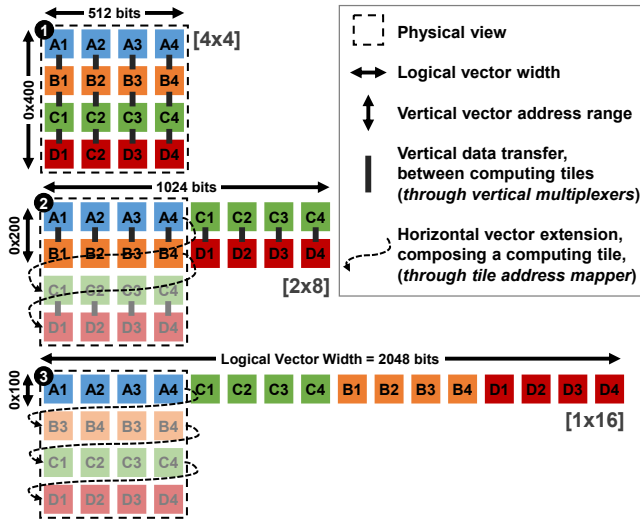 512 bits
1
[4x4]
0x400
A1 A2 A3 A4
B1 B2 B3 B4
C1 C2 C3 C4
D1 C2 D3 D4
1024 bits
2
0x200
A1 A2 A3 A4 C1 C2 C3 C4
B1 B2 B3 B4 D1 D2 D3 D4
C1 C2 C3 C4
D1 D2 D3 D4
[2x8]
Logical Vector Width = 2048 bits
3
0x100
A1 A2 A3 A4 C1 C2 C3 C4 B1 B2 B3 B4 D1 D2 D3 D4
B3 B4 B3 B4
C1 C2 C3 C4
D1 D2 D3 D4
[1x16]
Physical view
Logical vector width
Vertical vector address range
Vertical data transfer,
between computing tiles
(through vertical multiplexers)
Horizontal vector extension,
composing a computing tile,
(through tile address mapper)